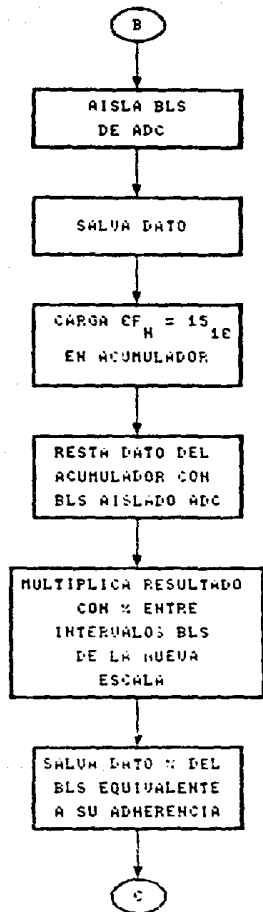 B
AISLA BLS
DE ADC
SALVA DATO
CARGA CF = 15
H 10
EN ACUMULADOR
RESTA DATO DEL
ACUMULADOR CON
BLS AISLADO ADC
MULTIPLICA RESULTADO
CON % ENTRE
INTERVALOS BLS
DE LA NUEVA
ESCALA
SALVA DATO % DEL
BLS EQUIVALENTE
A SU ADHERENCIA
C